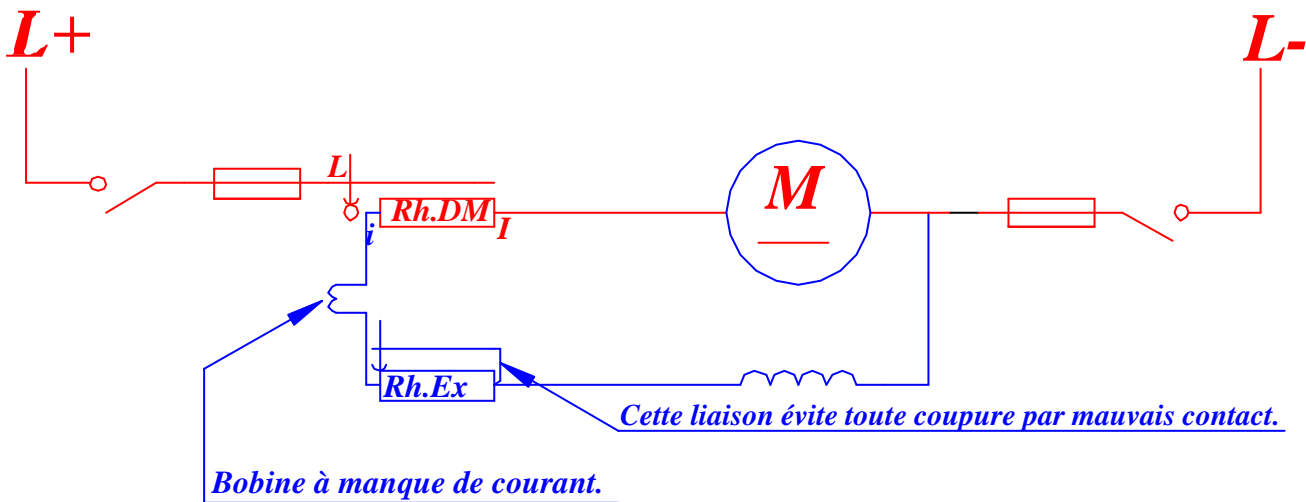 L+
L-
L
M
Rh.DM
i
I
Rh.Ex
Cette liaison évite toute coupure par mauvais contact.
Bobine à manque de courant.